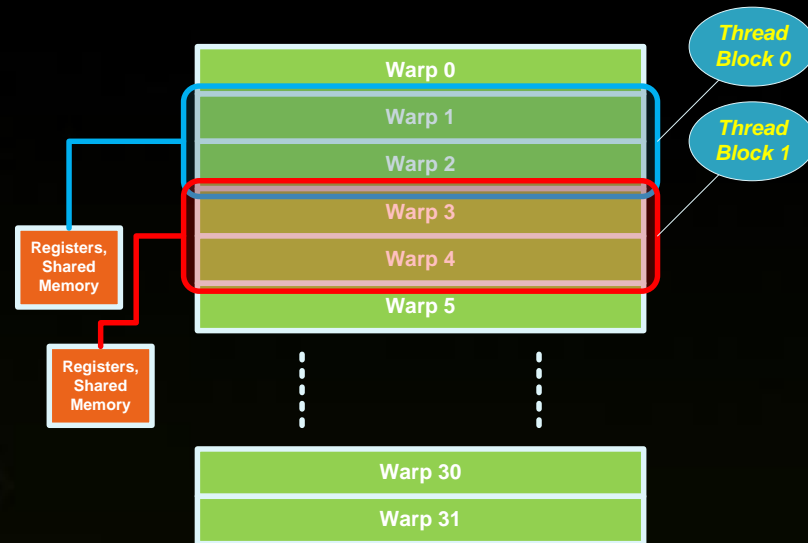 Thread
Block 0
Warp 0
Warp 1
Thread
Block 1
Warp 2
Warp 3
Registers,
Shared
Memory
Warp 4
Warp 5
Registers,
Shared
Memory
Warp 30
Warp 31